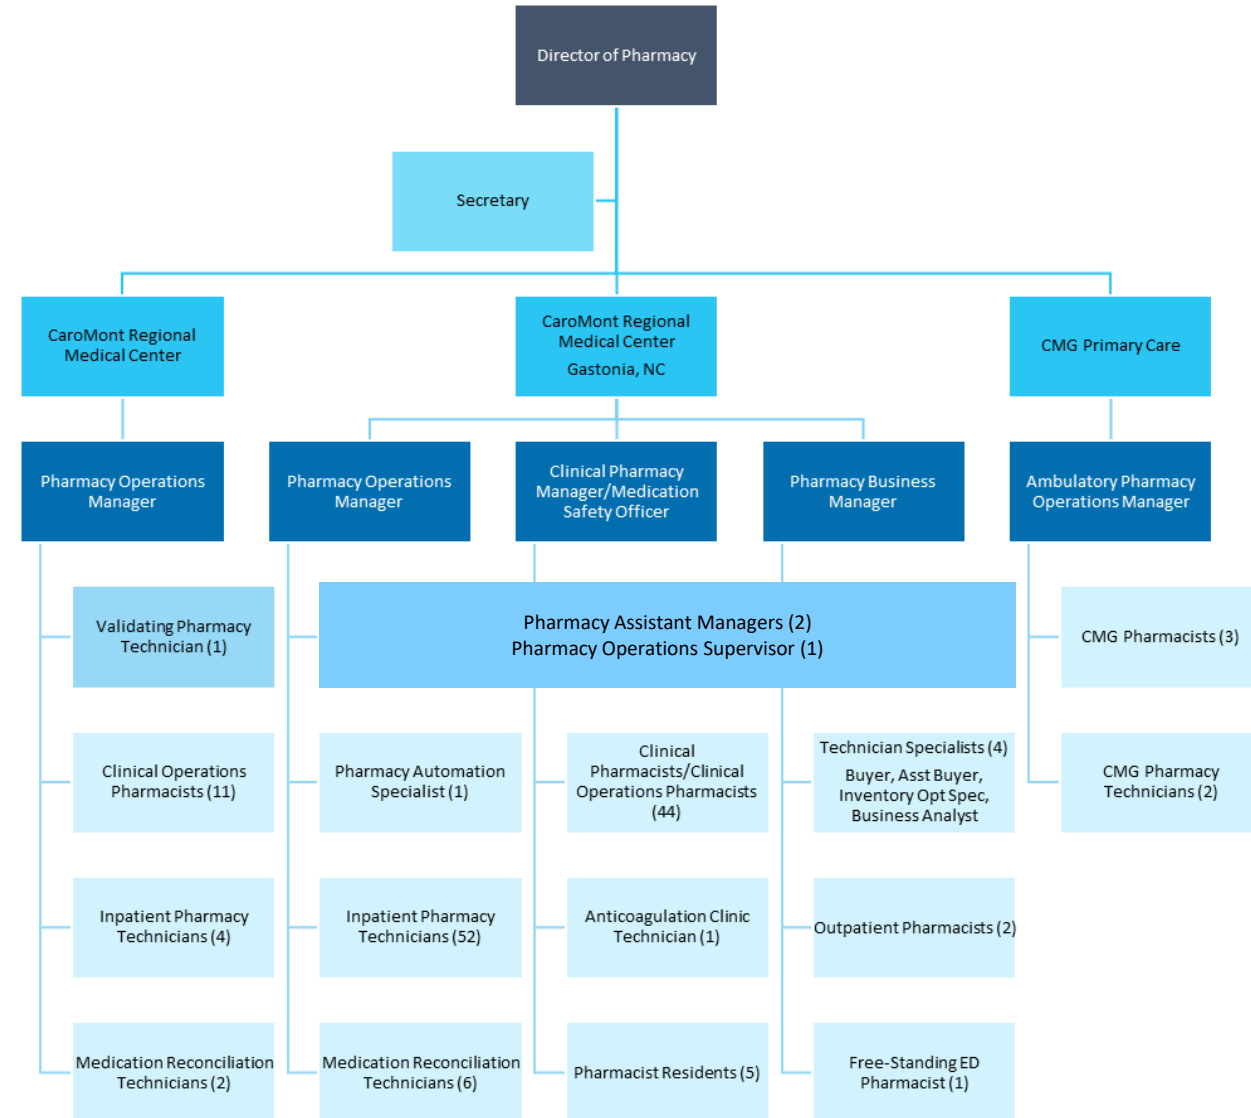 Director of Pharmacy
Secretary
CaroMont Regional
Medical Center
CaroMont Regional
Medical Center
Gastonia, NC
CMG Primary Care
Pharmacy Operations
Manager
Pharmacy Operations
Manager
Clinical Pharmacy
Manager/Medication
Safety Officer
Pharmacy Business
Manager
Ambulatory Pharmacy
Operations Manager
Validating Pharmacy
Technician (1)
Pharmacy Assistant Managers (2)
Pharmacy Operations Supervisor (1)
CMG Pharmacists (3)
Clinical Operations
Pharmacists (11)
Pharmacy Automation
Specialist (1)
Clinical
Pharmacists/Clinical
Operations Pharmacists
(44)
Technician Specialists (4)
Buyer, Asst Buyer,
Inventory Opt Spec,
Business Analyst
CMG Pharmacy
Technicians (2)
Inpatient Pharmacy
Technicians (4)
Inpatient Pharmacy
Technicians (52)
Anticoagulation Clinic
Technician (1)
Outpatient Pharmacists (2)
Medication Reconciliation
Technicians (2)
Medication Reconciliation
Technicians (6)
Pharmacist Residents (5)
Free-Standing ED
Pharmacist (1)